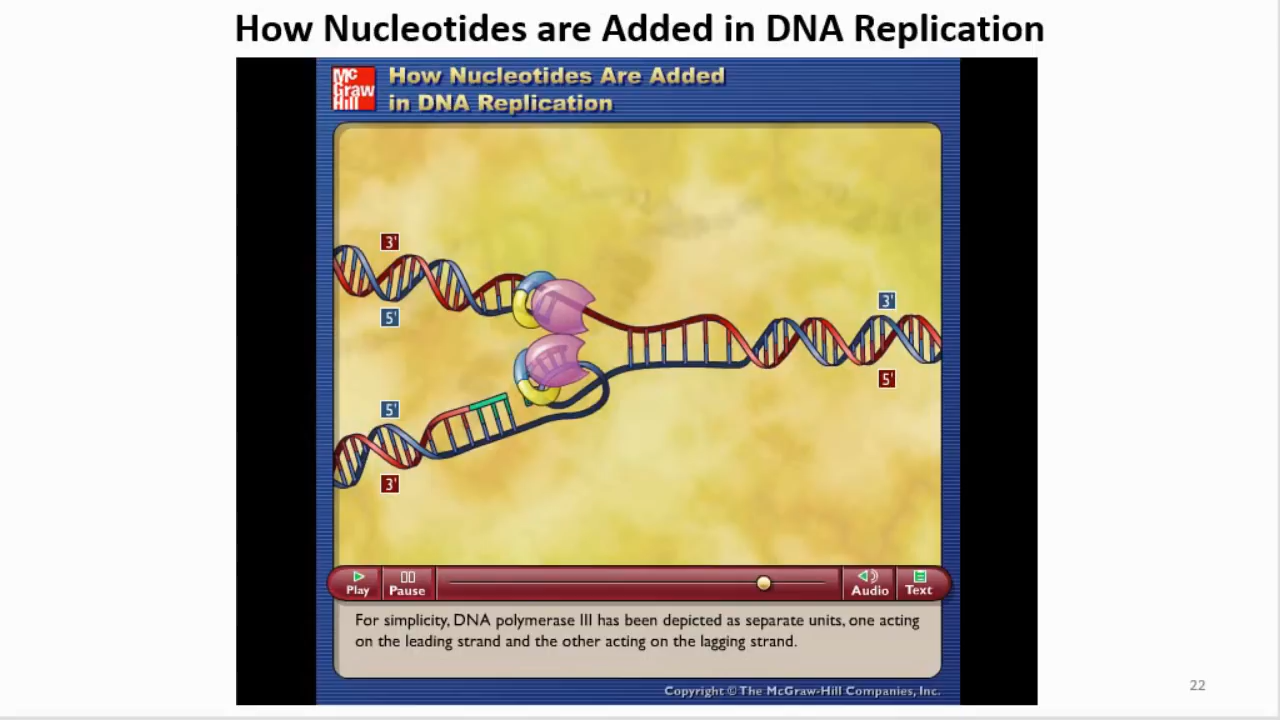 How Nucleotides are Added in DNA Replication
Mc
Graw
Hill
How Nucleotides Are Added
in DNA Replication
3'
5'
3'
5'
5'
3'
Play
Pause
Audio
Text
For simplicity, DNA polymerase III has been depicted as separate units, one acting
on the leading strand and the other acting on the lagging strand.
Copyright © The McGraw-Hill Companies, Inc.
22